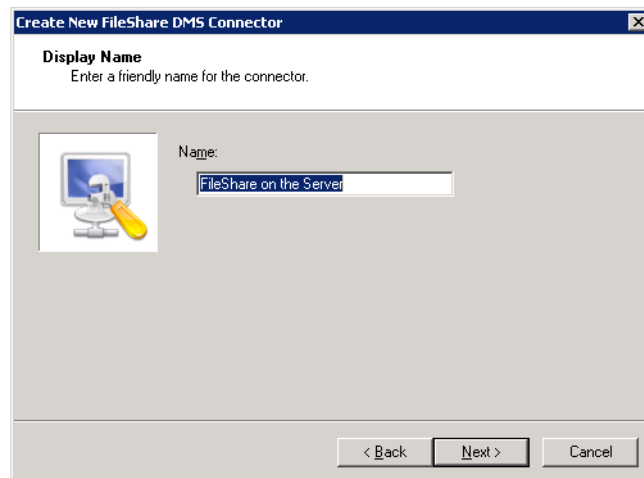 Create New FileShare DMS Connector
Display Name
Enter a friendly name for the connector.
Name:
FileShare on the Server
< Back
Next >
Cancel